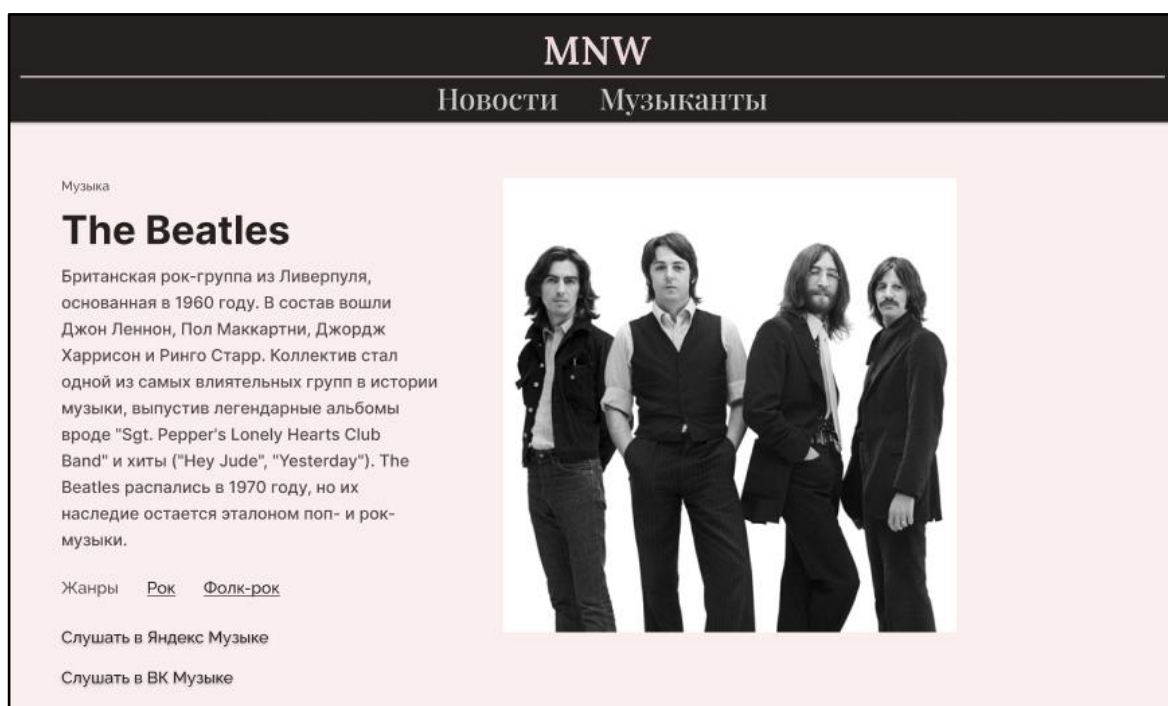 MNW
Новости Музыканты
Музыка
The Beatles
Британская рок-группа из Ливерпуля,
основанная в 1960 году. В состав вошли
Джон Леннон, Пол Маккартни, Джордж
Харрисон и Ринго Старр. Коллектив стал
одной из самых влиятельных групп в истории
музыки, выпустив легендарные альбомы
вроде "Sgt. Pepper's Lonely Hearts Club
Band" и хиты ("Hey Jude", "Yesterday"). The
Beatles распались в 1970 году, но их
наследие остается эталоном поп- и рок-
музыки.
Жанры Рок Фолк-рок
Слушать в Яндекс Музыке
Слушать в ВК Музыке